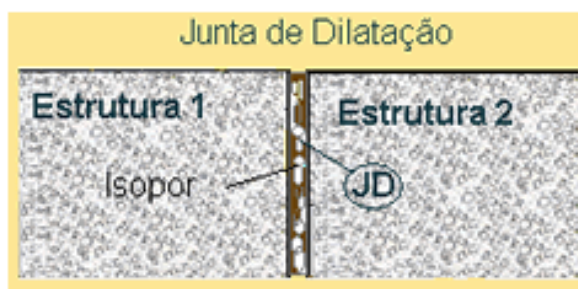 Junta de Dilatação
Estrutura 1
Estrutura 2
Isopor
JD